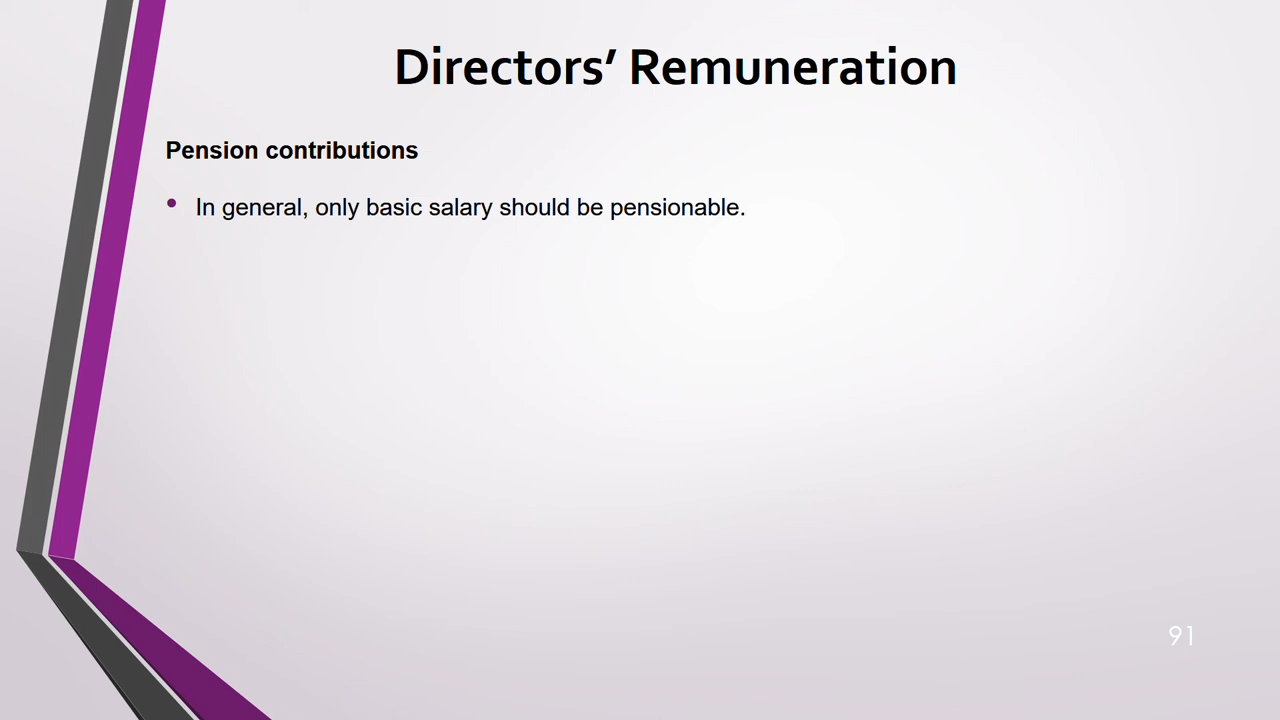 Directors’ Remuneration
Pension contributions
• In general, only basic salary should be pensionable.
91